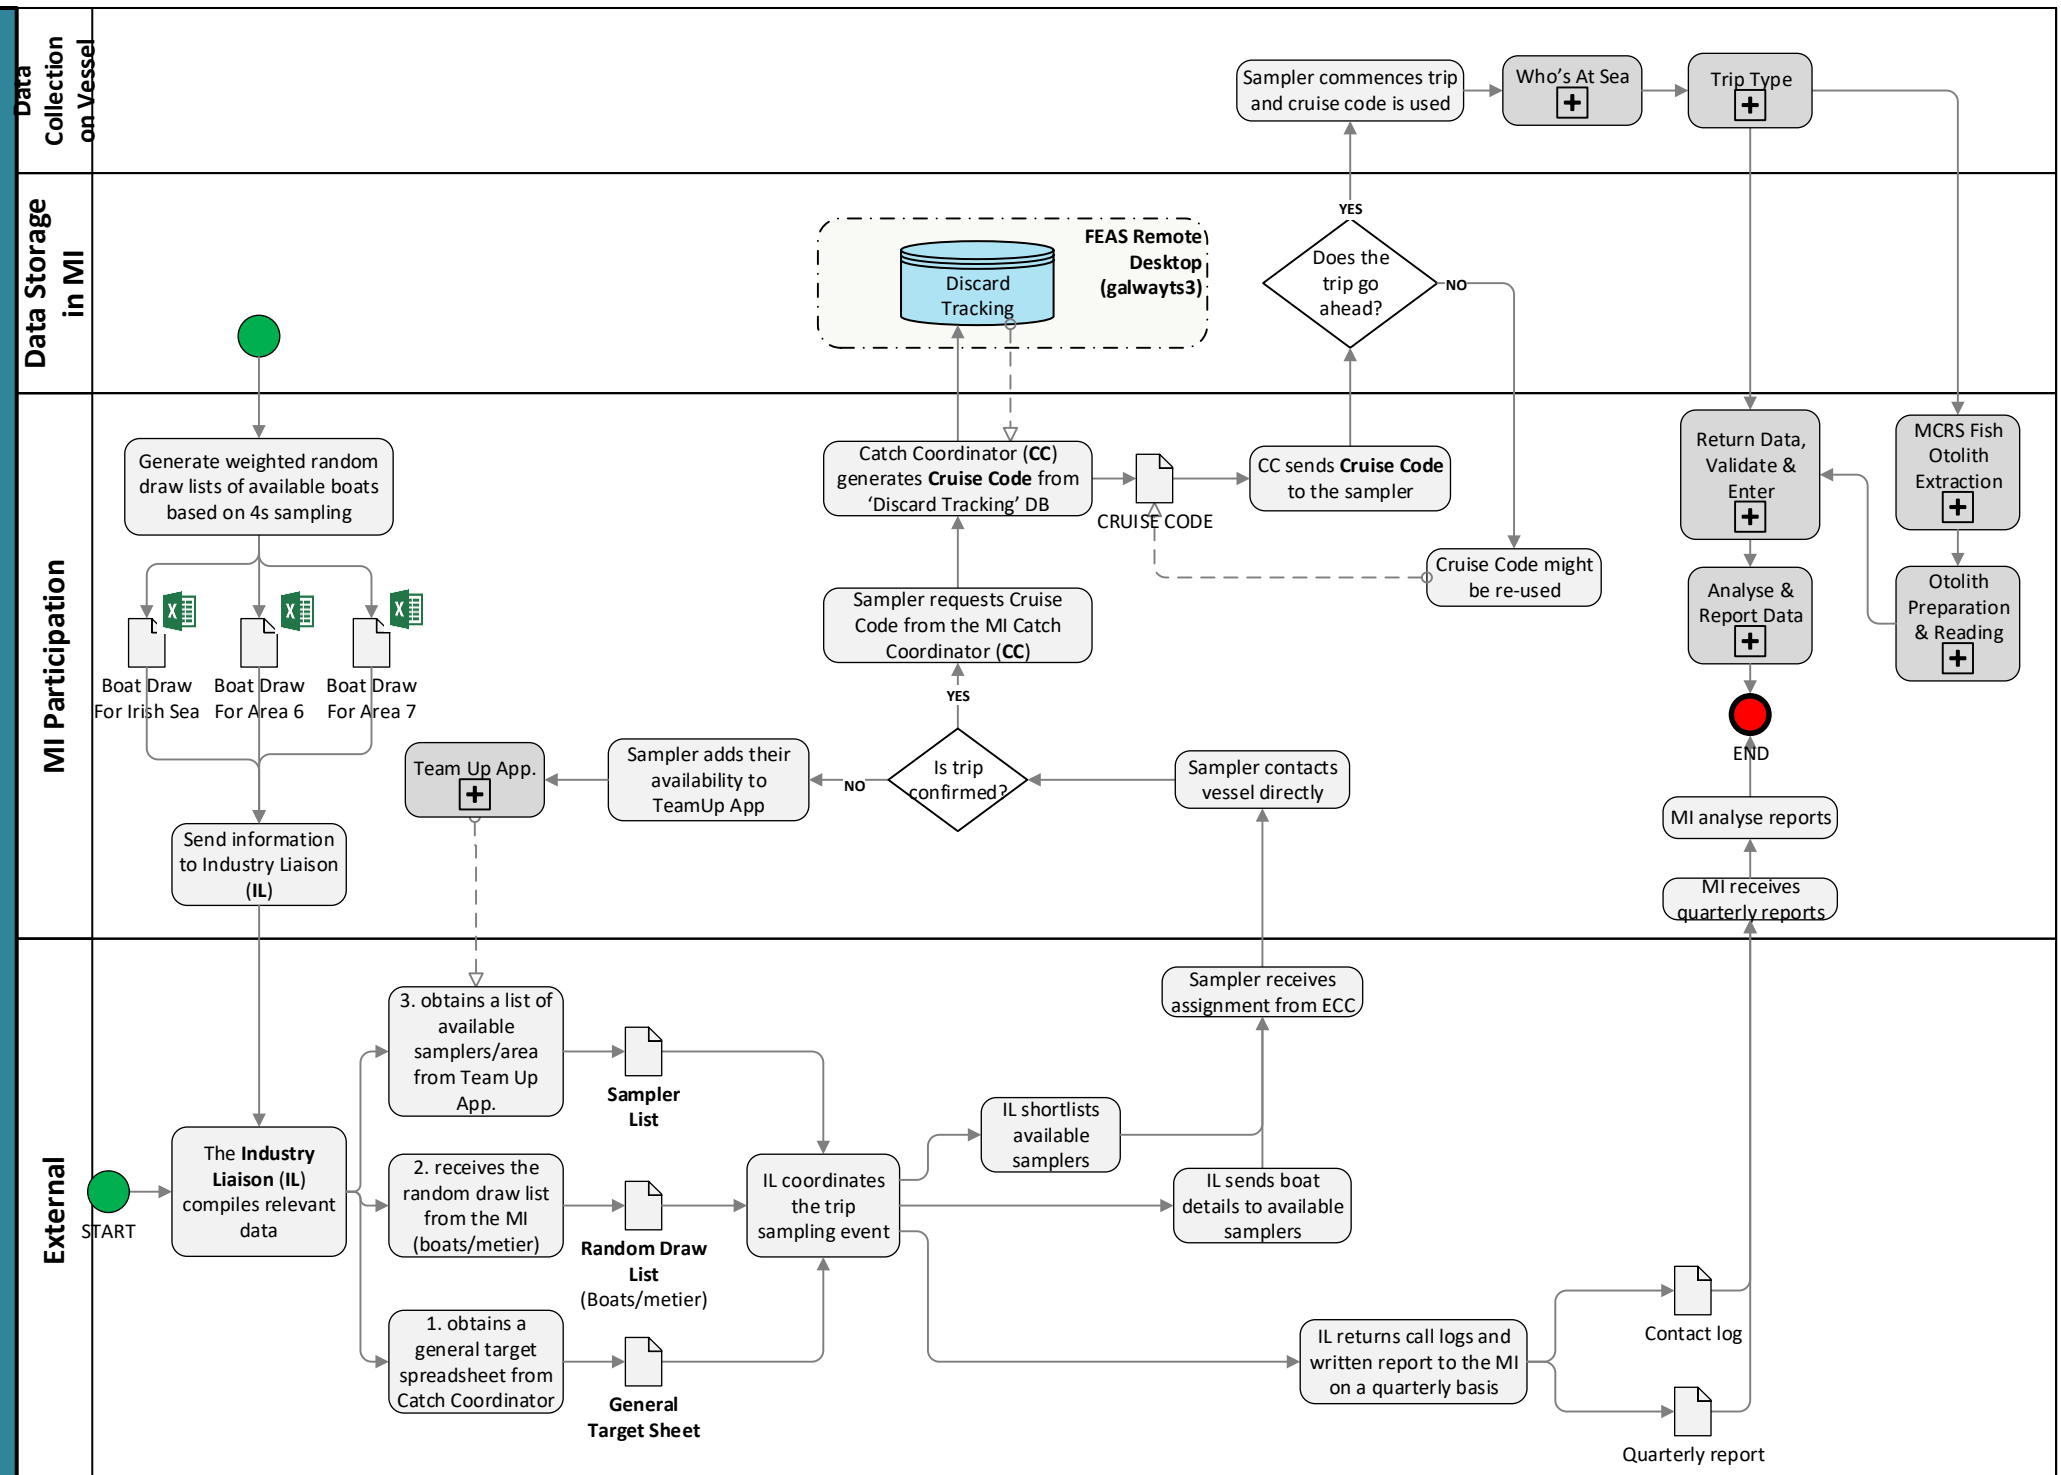 Data
Collection
on Vessel
Sampler commences trip
and cruise code is used
Who's At Sea
Trip Type
Data Storage
in MI
FEAS Remote
Desktop
(galwayts3)
Discard
Tracking
YES
Does the
trip go
ahead?
NO
MI Participation
Generate weighted random
draw lists of available boats
based on 4s sampling
Boat Draw
For Irish Sea
Boat Draw
For Area 6
Boat Draw
For Area 7
Send information
to Industry Liaison
(IL)
Catch Coordinator (CC)
generates Cruise Code from
‘Discard Tracking’ DB
CRUISE CODE
CC sends Cruise Code
to the sampler
Cruise Code might
be re-used
Sampler requests Cruise
Code from the MI Catch
Coordinator (CC)
YES
Is trip
confirmed?
NO
Sampler adds their
availability to
TeamUp App
Team Up App.
Sampler contacts
vessel directly
Return Data,
Validate &
Enter
MCRS Fish
Otolith
Extraction
Analyse &
Report Data
Otolith
Preparation
& Reading
END
MI analyse reports
MI receives
quarterly reports
External
START
The Industry
Liaison (IL)
compiles relevant
data
3. obtains a list of
available
samplers/area
from Team Up
App.
Sampler
List
2. receives the
random draw list
from the MI
(boats/metier)
Random Draw
List
(Boats/metier)
1. obtains a
general target
spreadsheet from
Catch Coordinator
General
Target Sheet
IL coordinates
the trip
sampling event
IL shortlists
available
samplers
Sampler receives
assignment from ECC
IL sends boat
details to available
samplers
IL returns call logs and
written report to the MI
on a quarterly basis
Contact log
Quarterly report